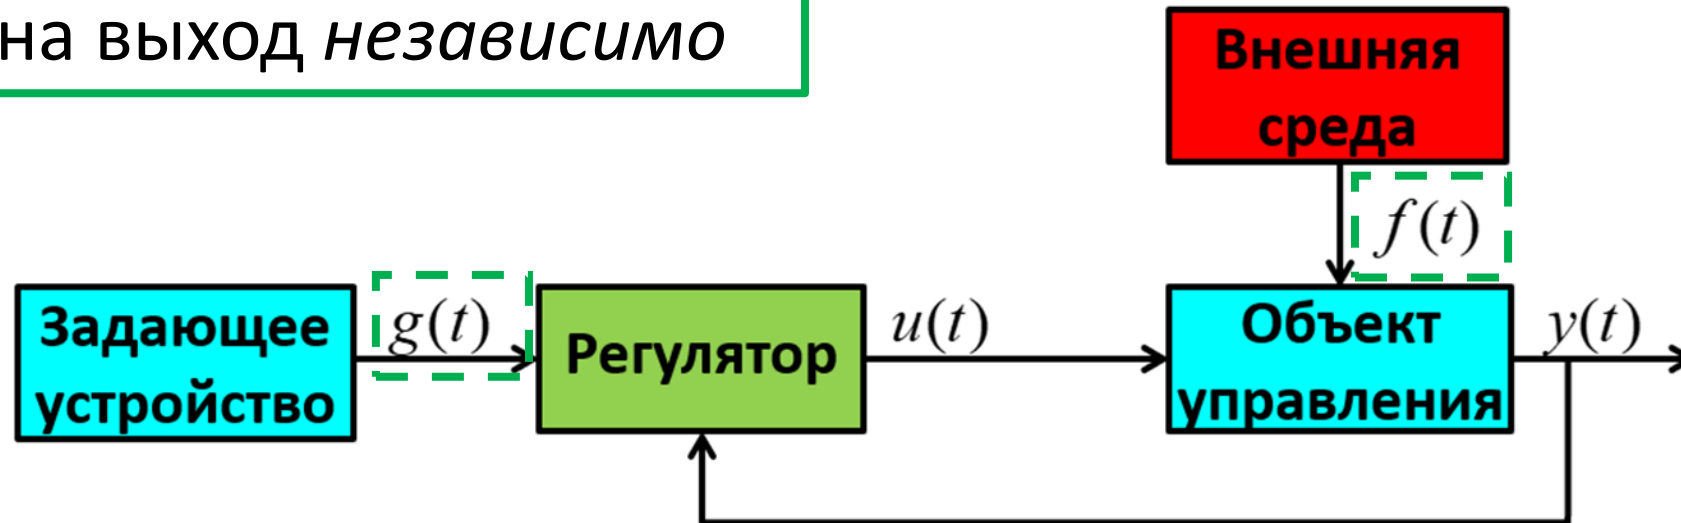 на выход независимо
Внешняя
среда
f(t)
Задающее
устройство
g(t)
Регулятор
u(t)
Объект
управления
y(t)